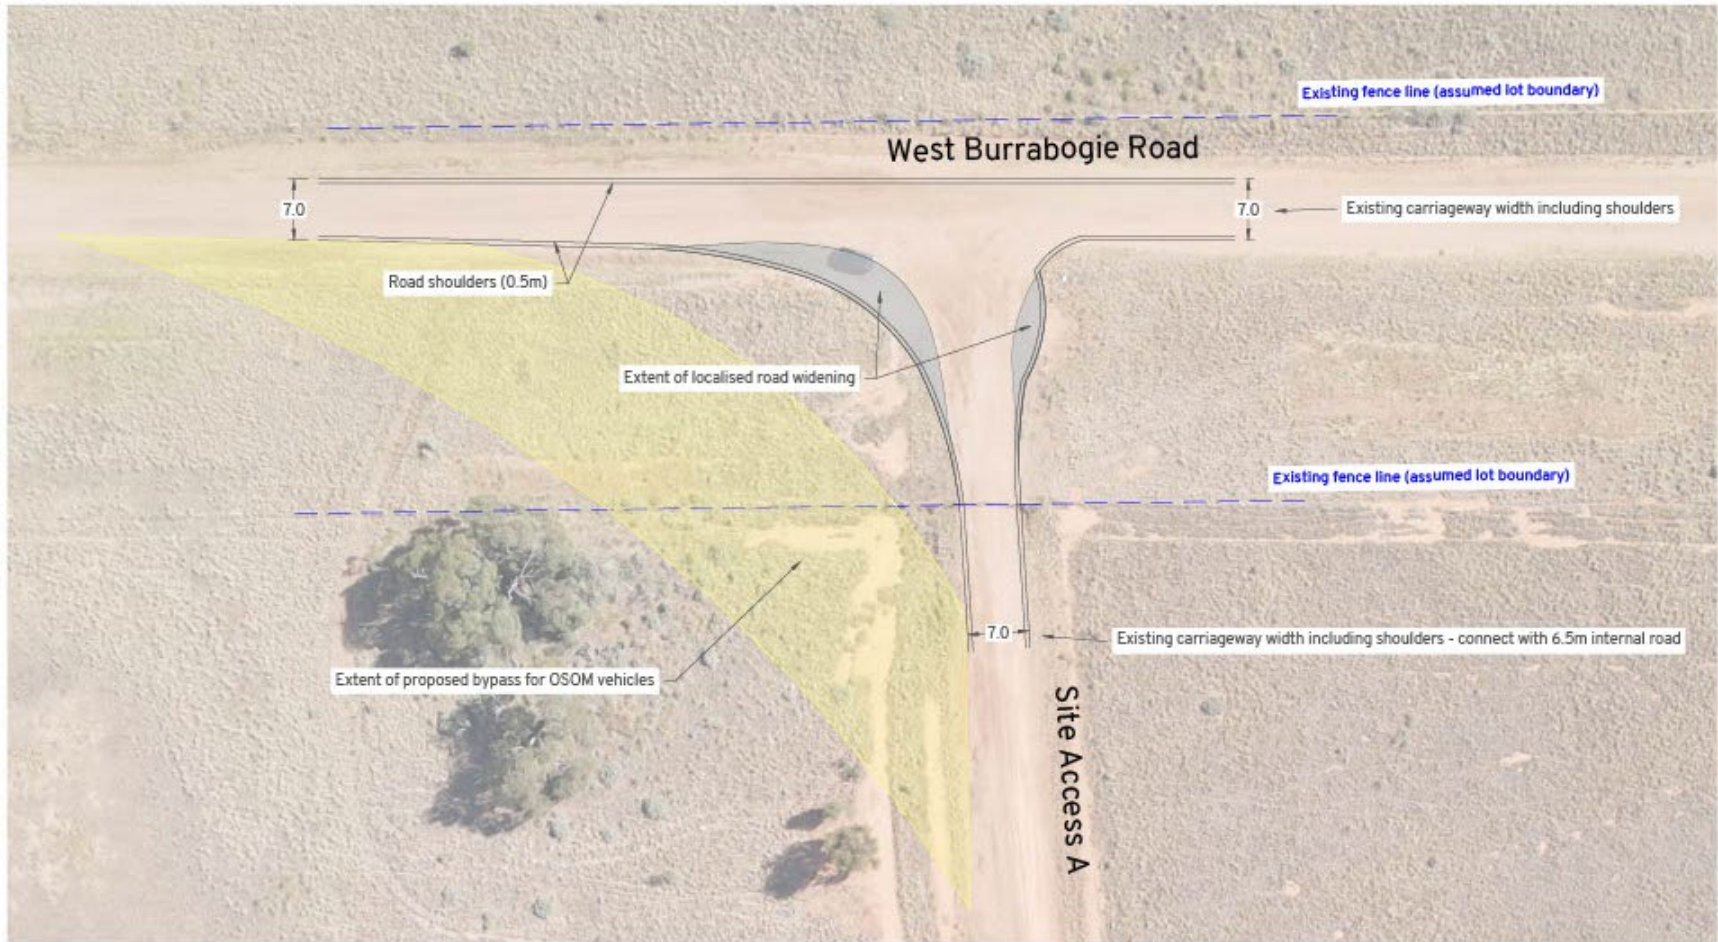 Existing fence line (assumed lot boundary)
West Burrabogie Road
7.0
7.0
Existing carriageway width including shoulders
Road shoulders (0.5m)
Extent of localised road widening
Existing fence line (assumed lot boundary)
7.0
Existing carriageway width including shoulders - connect with 6.5m internal road
Extent of proposed bypass for OSOM vehicles
Site Access A